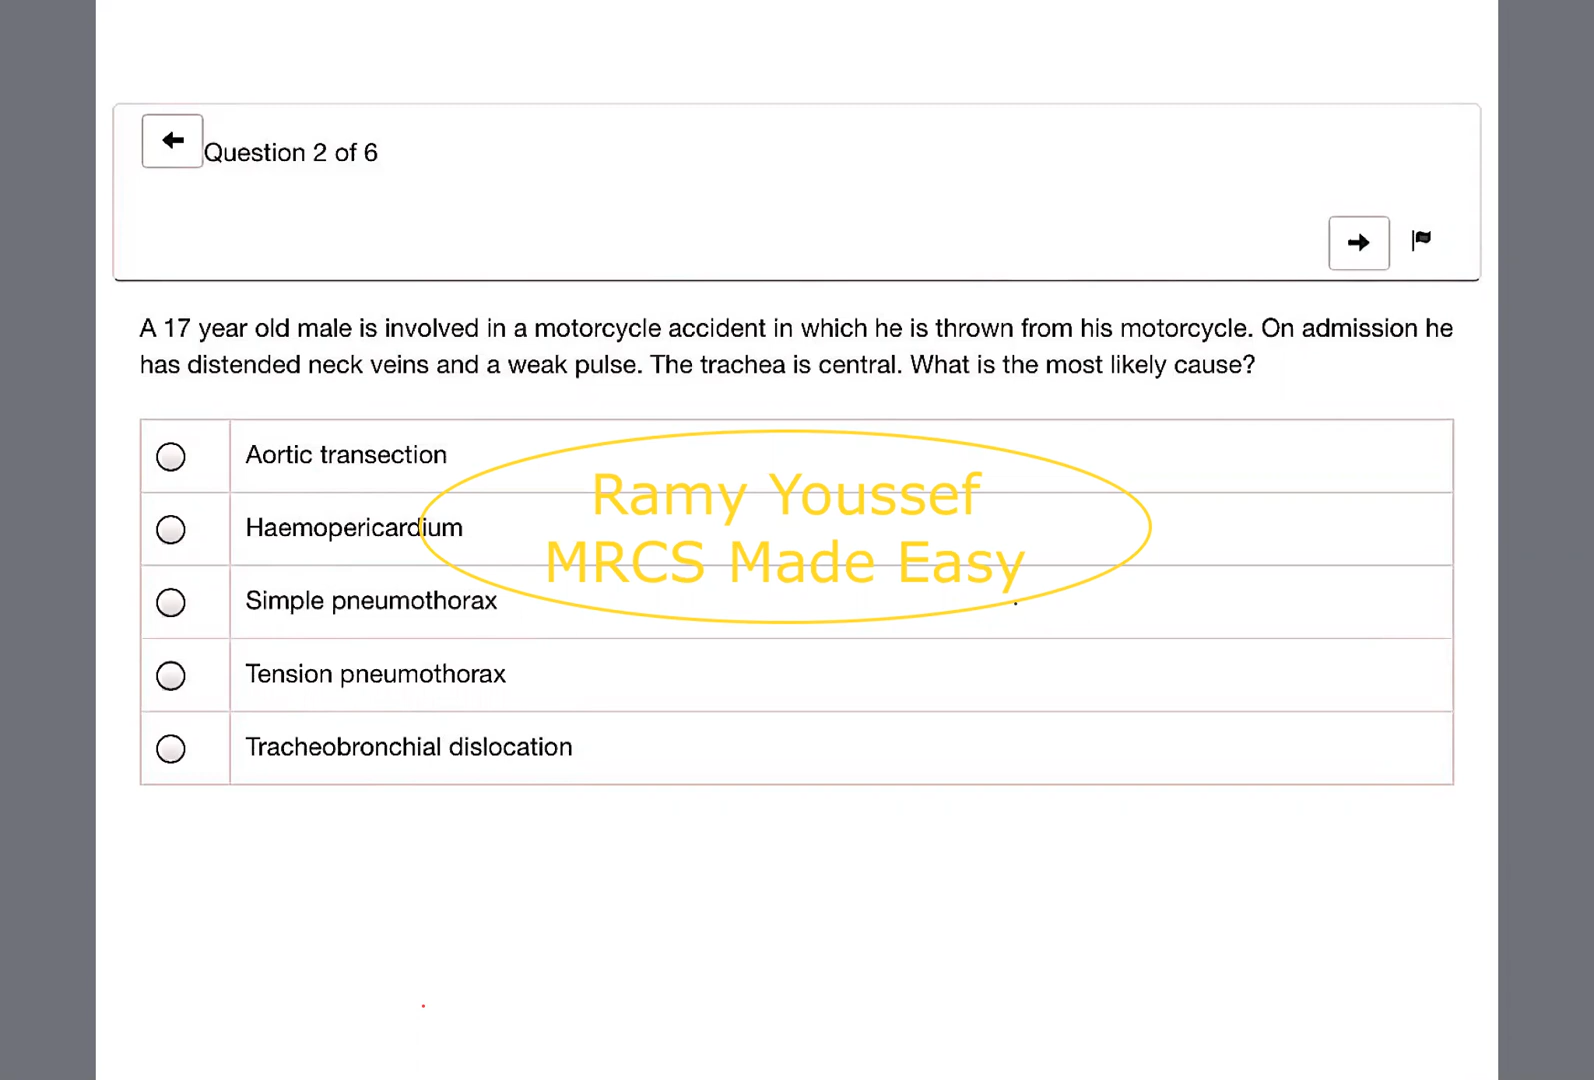 Question 2 of 6
A 17 year old male is involved in a motorcycle accident in which he is thrown from his motorcycle. On admission he
has distended neck veins and a weak pulse. The trachea is central. What is the most likely cause?
Aortic transection
Haemopericardium
Simple pneumothorax
Tension pneumothorax
Tracheobronchial dislocation
Ramy Youssef
MRCS Made Easy